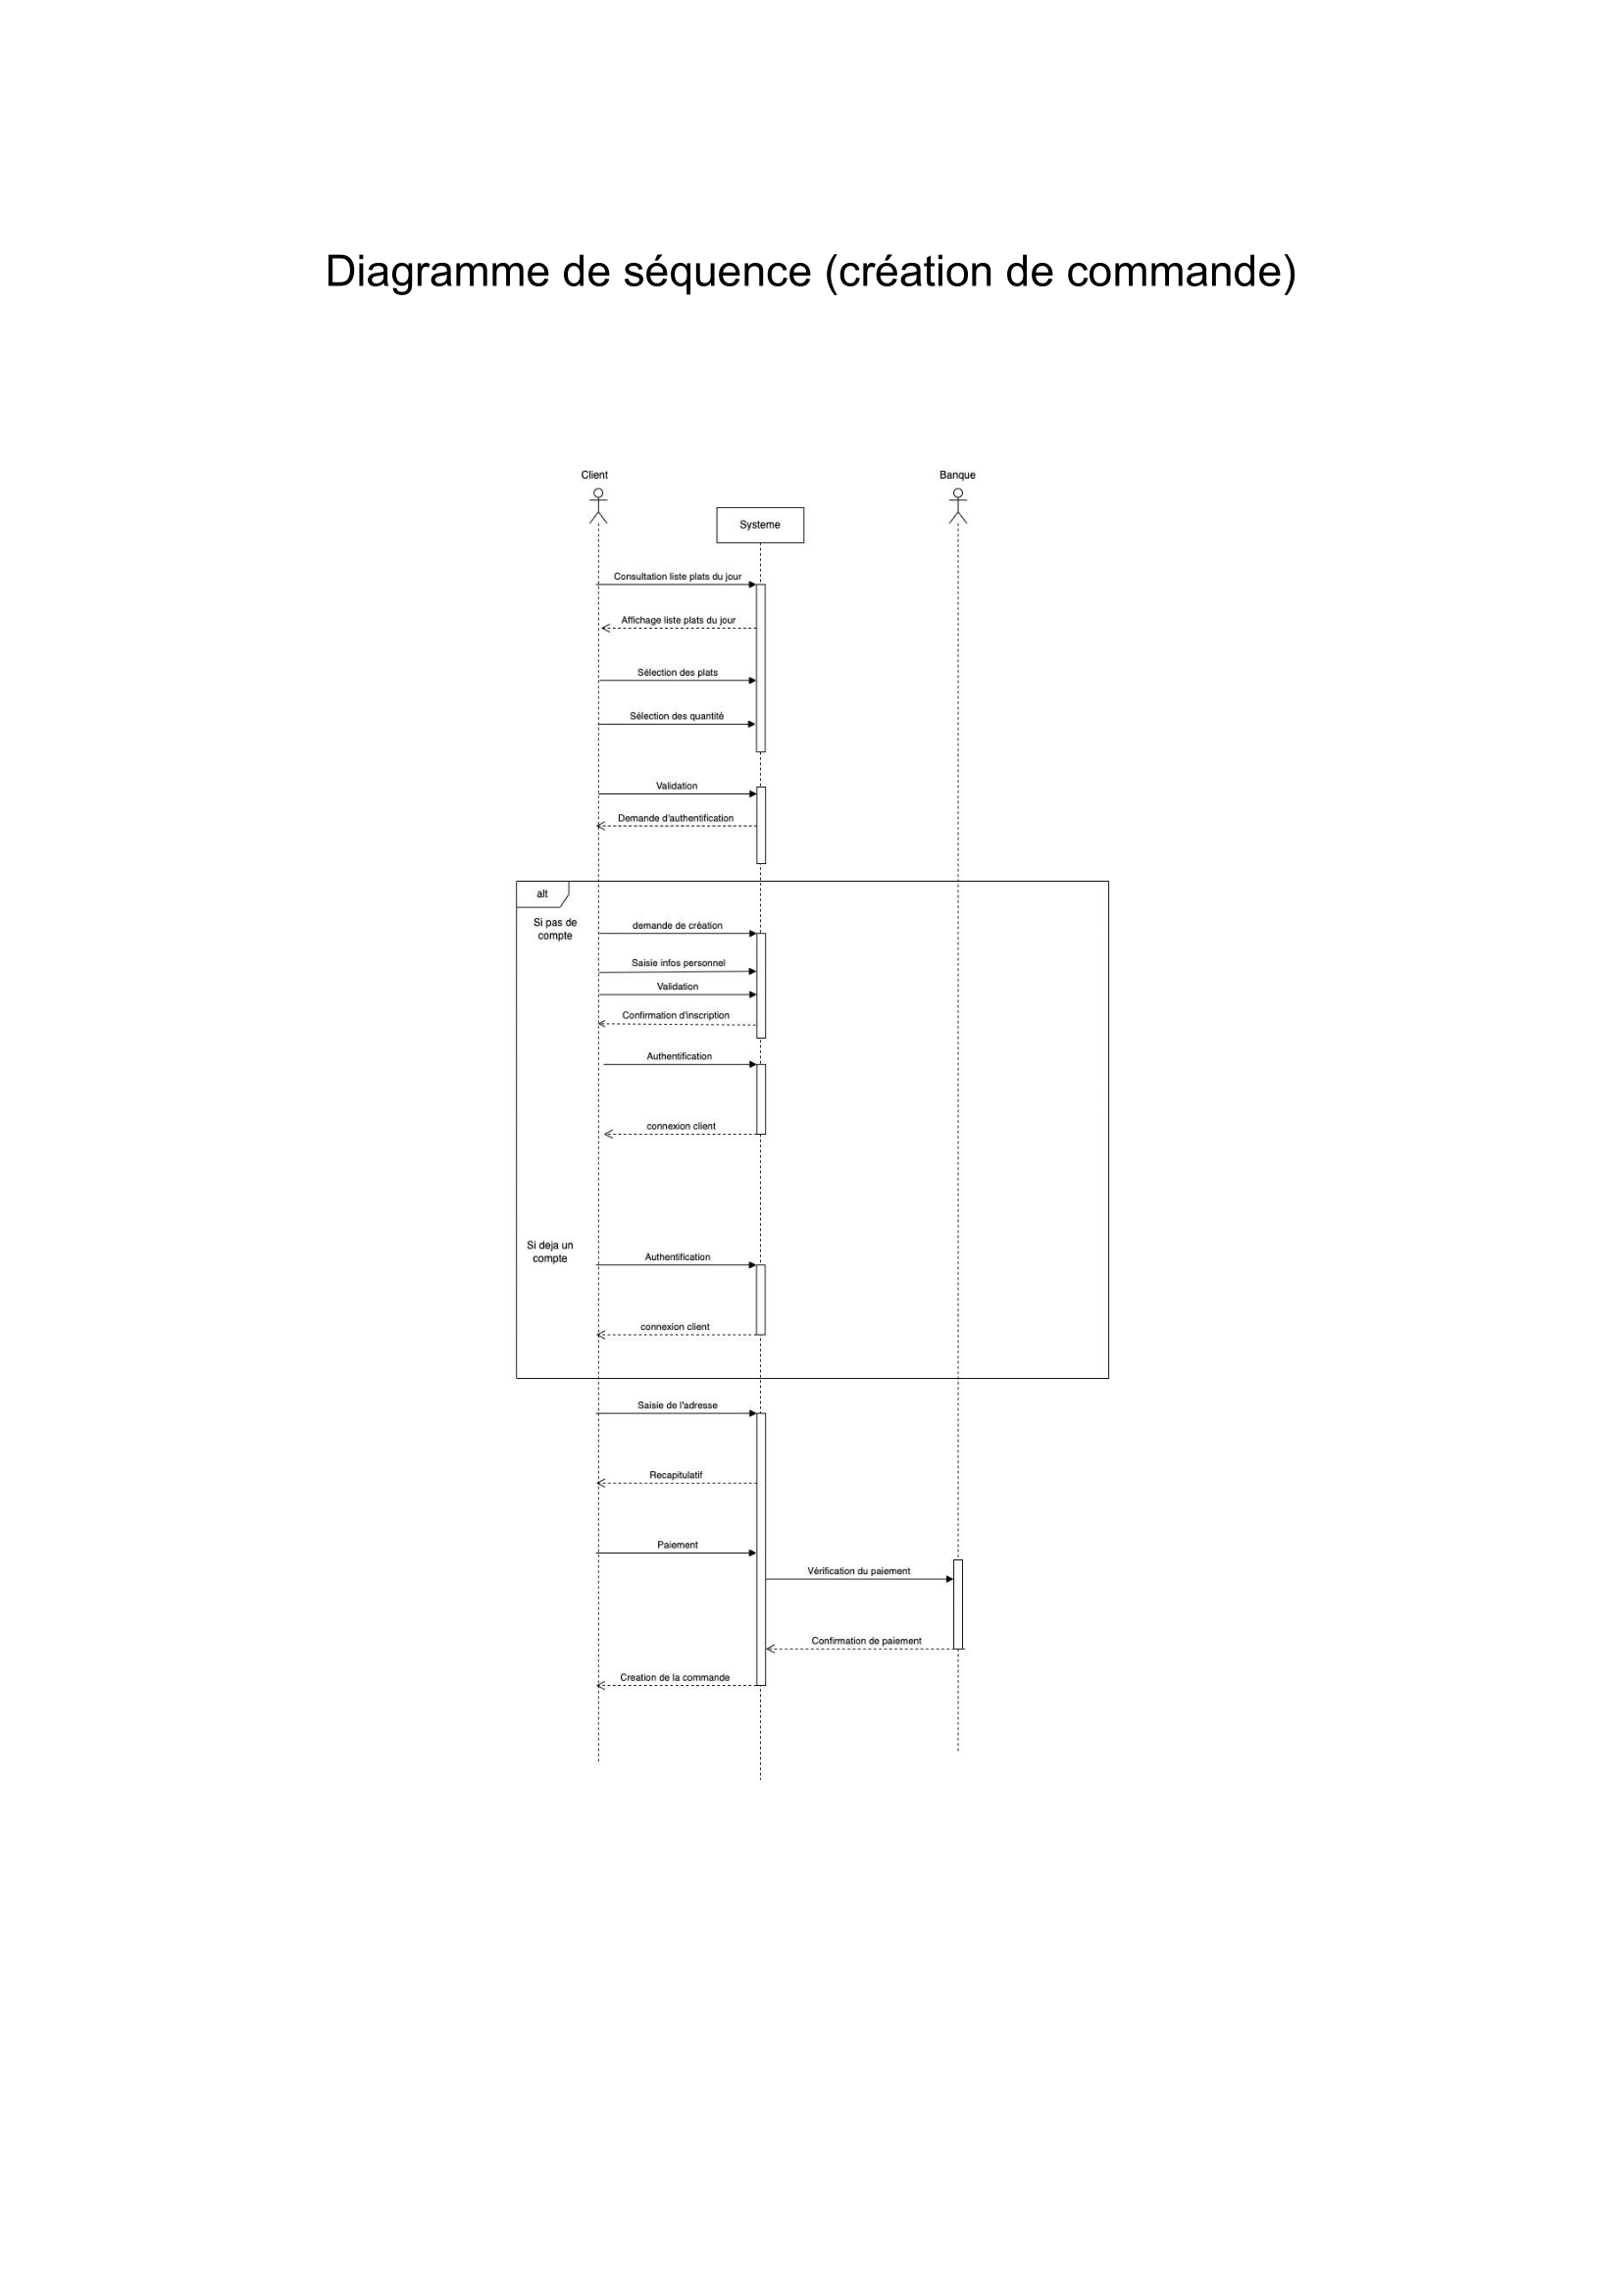 Diagramme de séquence (création de commande)
Client
Banque
Systeme
Consultation liste plats du jour
Affichage liste plats du jour
Sélection des plats
Sélection des quantité
Validation
Demande d'authentification
alt
Si pas de
compte
demande de création
Saisie infos personnel
Validation
Confirmation d'inscription
Authentification
connexion client
Si deja un
compte
Authentification
connexion client
Saisie de l'adresse
Recapitulatif
Paiement
Vérification du paiement
Confirmation de paiement
Creation de la commande